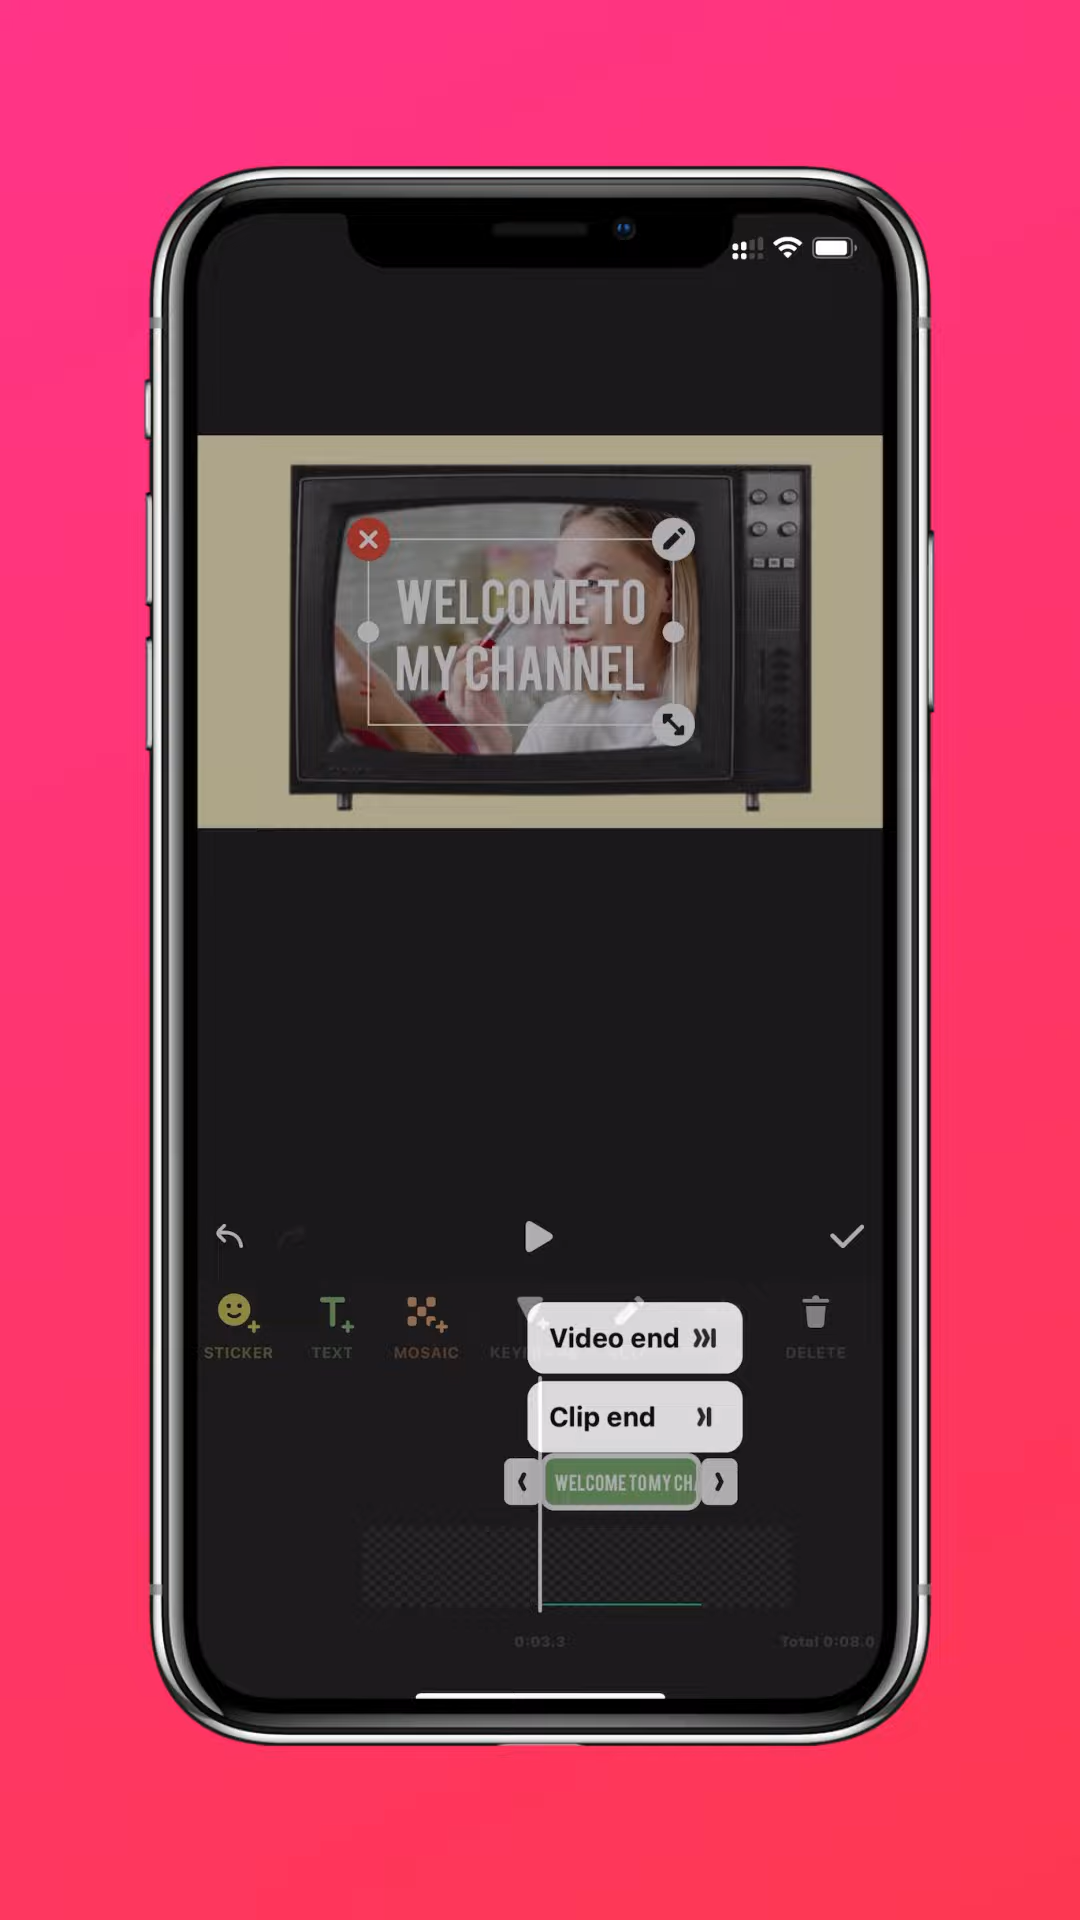 WELCOME TO
MY CHANNEL
STICKER
TEXT
MOSAIC
DELETE
Video end
Clip end
WELCOME TO MY CHA
0:03.3
Total 0:08.0